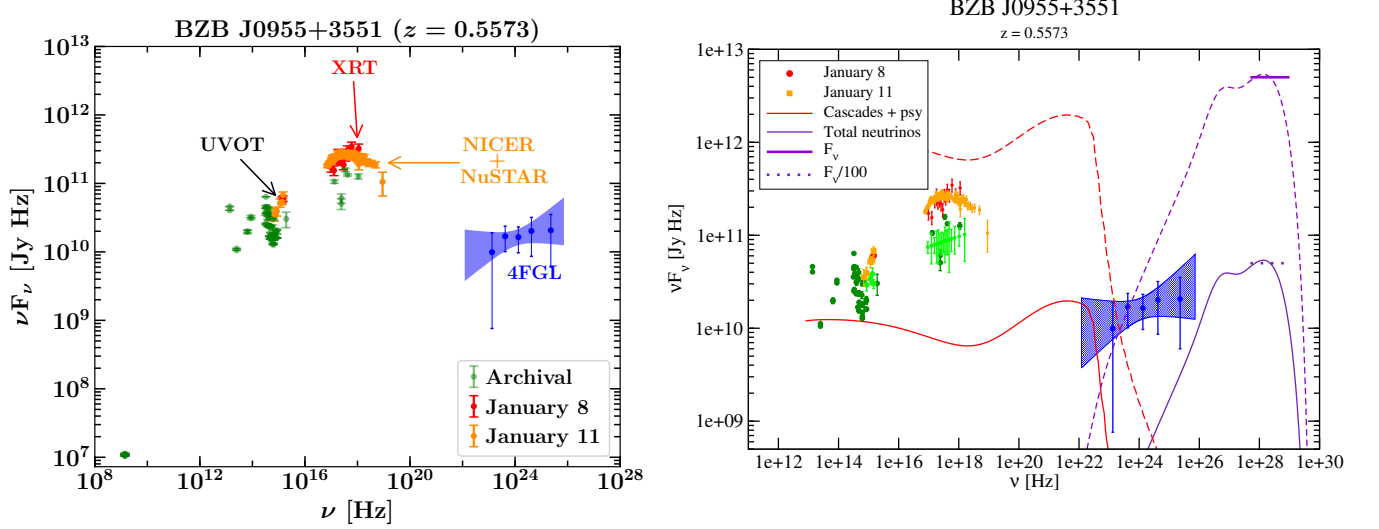 BZB J0955+3551 (z = 0.5573)
10^13
10^12
10^11
10^10
10^9
10^8
10^7
νF_ν [Jy Hz]
XRT
UVOT
NICER
+
NuSTAR
4FGL
Archival
January 8
January 11
10^8
10^12
10^16
10^20
10^24
10^28
ν [Hz]
BZB J0955+3551
z = 0.5573
1e+13
1e+12
1e+11
1e+10
1e+09
νF_ν [Jy Hz]
January 8
January 11
Cascades + psy
Total neutrinos
F_ν
F_ν/100
1e+12
1e+14
1e+16
1e+18
1e+20
1e+22
1e+24
1e+26
1e+28
1e+30
ν [Hz]